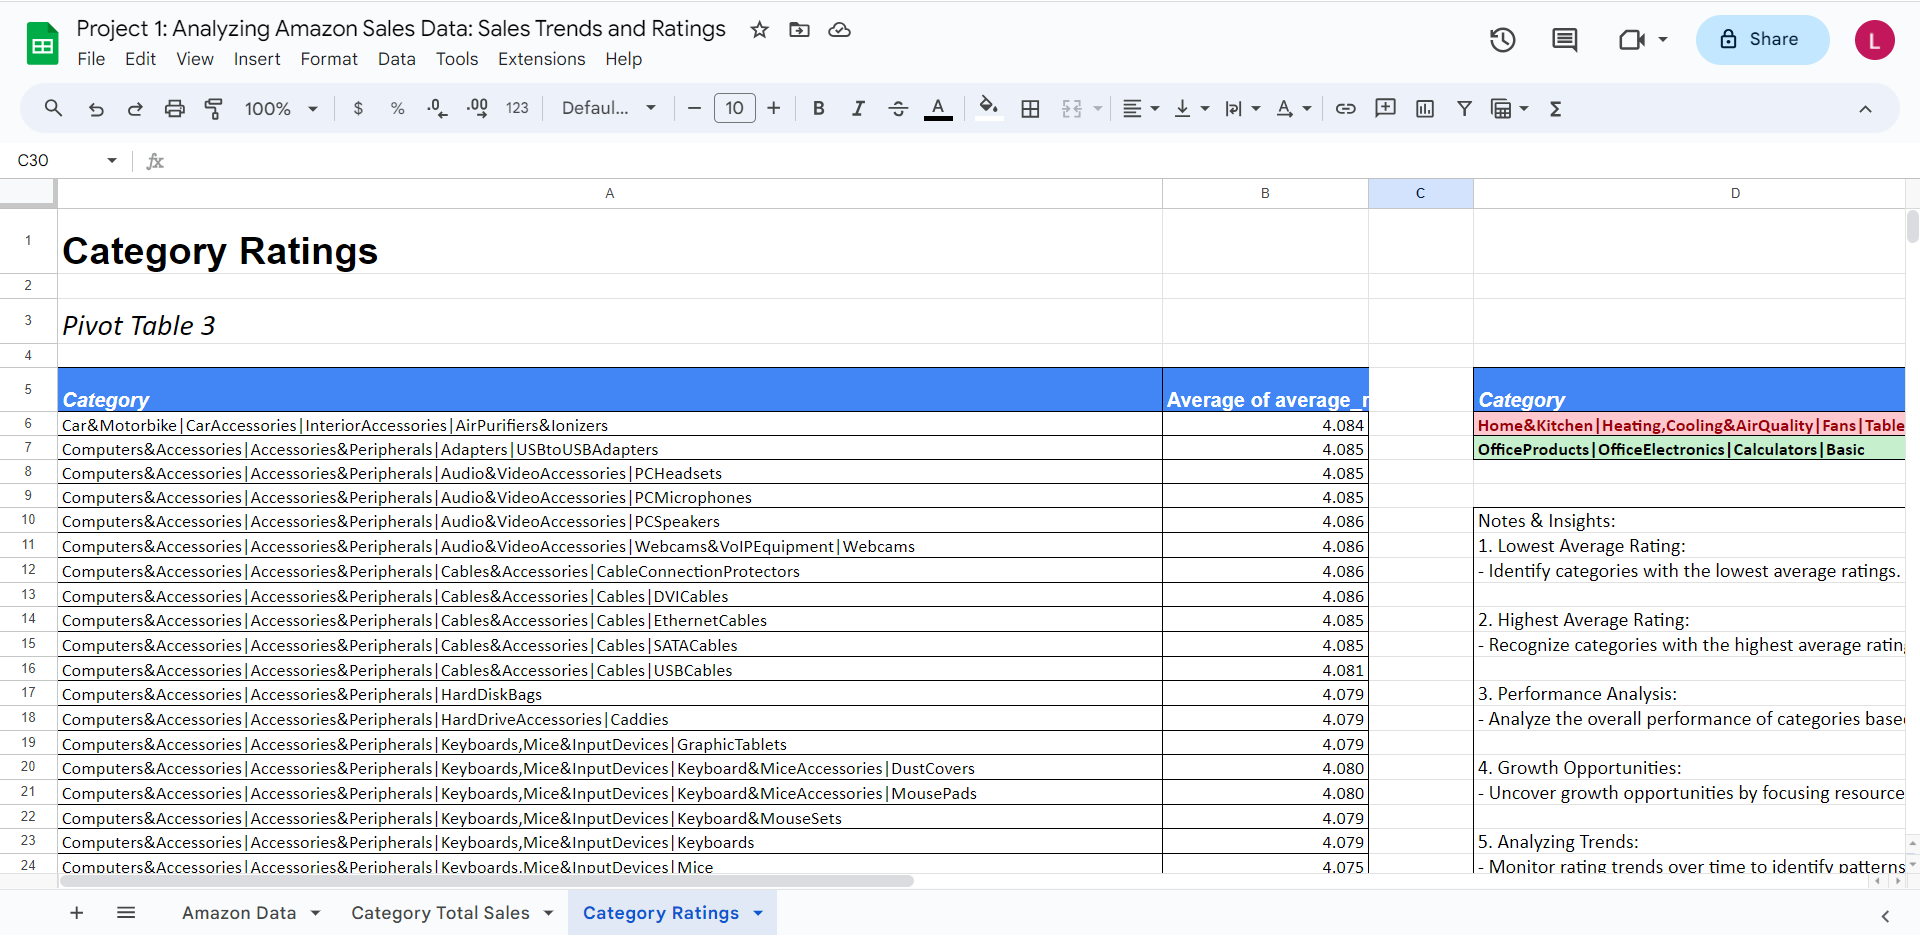 Project 1: Analyzing Amazon Sales Data: Sales Trends and Ratings
File Edit View Insert Format Data Tools Extensions Help
Share
L
100% $ % .0 .00 123 Defaul... 10 B I A
C30 fx
A B C D
1 Category Ratings
2
3 Pivot Table 3
4
5 Category Average of average_r Category
6 Car&Motorbike|CarAccessories|InteriorAccessories|AirPurifiers&Ionizers 4.084 Home&Kitchen|Heating,Cooling&AirQuality|Fans|Table
7 Computers&Accessories|Accessories&Peripherals|Adapters|USBtoUSBAdapters 4.085 OfficeProducts|OfficeElectronics|Calculators|Basic
8 Computers&Accessories|Accessories&Peripherals|Audio&VideoAccessories|PCHeadsets 4.085
9 Computers&Accessories|Accessories&Peripherals|Audio&VideoAccessories|PCMicrophones 4.085
10 Computers&Accessories|Accessories&Peripherals|Audio&VideoAccessories|PCSpeakers 4.086 Notes & Insights:
11 Computers&Accessories|Accessories&Peripherals|Audio&VideoAccessories|Webcams&VoIPEquipment|Webcams 4.086 1. Lowest Average Rating:
12 Computers&Accessories|Accessories&Peripherals|Cables&Accessories|CableConnectionProtectors 4.086 - Identify categories with the lowest average ratings.
13 Computers&Accessories|Accessories&Peripherals|Cables&Accessories|Cables|DVICables 4.086
14 Computers&Accessories|Accessories&Peripherals|Cables&Accessories|Cables|EthernetCables 4.085 2. Highest Average Rating:
15 Computers&Accessories|Accessories&Peripherals|Cables&Accessories|Cables|SATACables 4.085 - Recognize categories with the highest average ratin
16 Computers&Accessories|Accessories&Peripherals|Cables&Accessories|Cables|USBCables 4.081
17 Computers&Accessories|Accessories&Peripherals|HardDiskBags 4.079 3. Performance Analysis:
18 Computers&Accessories|Accessories&Peripherals|HardDriveAccessories|Caddies 4.079 - Analyze the overall performance of categories base
19 Computers&Accessories|Accessories&Peripherals|Keyboards,Mice&InputDevices|GraphicTablets 4.079
20 Computers&Accessories|Accessories&Peripherals|Keyboards,Mice&InputDevices|Keyboard&MiceAccessories|DustCovers 4.080 4. Growth Opportunities:
21 Computers&Accessories|Accessories&Peripherals|Keyboards,Mice&InputDevices|Keyboard&MiceAccessories|MousePads 4.080 - Uncover growth opportunities by focusing resource
22 Computers&Accessories|Accessories&Peripherals|Keyboards,Mice&InputDevices|Keyboard&MouseSets 4.079
23 Computers&Accessories|Accessories&Peripherals|Keyboards,Mice&InputDevices|Keyboards 4.079 5. Analyzing Trends:
24 Computers&Accessories|Accessories&Peripherals|Keyboards,Mice&InputDevices|Mice 4.075 - Monitor rating trends over time to identify patterns
Amazon Data Category Total Sales Category Ratings